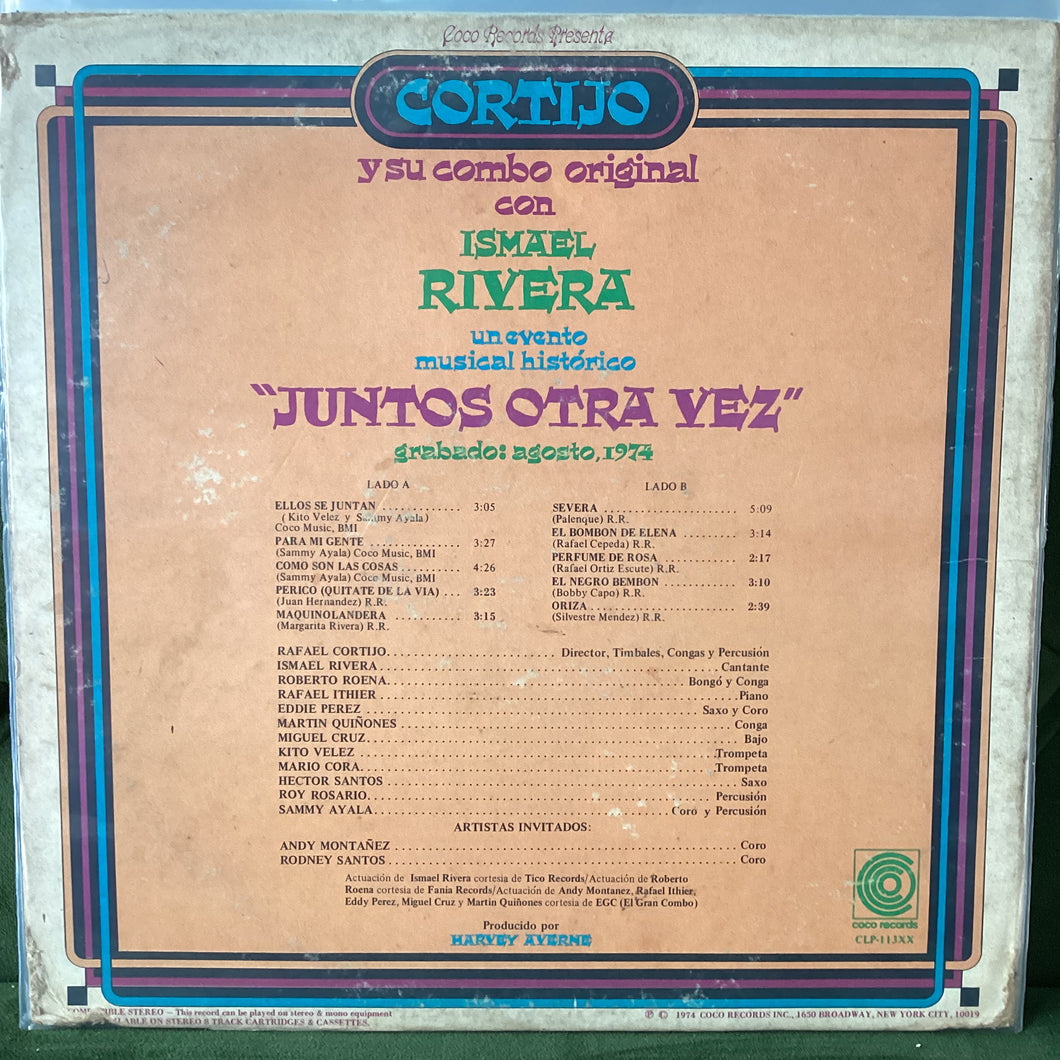 Coco Records Presenta
CORTIJO
y su combo original
con
ISMAEL
RIVERA
un evento
musical histórico
"JUNTOS OTRA VEZ"
grabado: agosto, 1974
LADO A
ELLOS SE JUNTAN ............ 3:05
( Kito Velez y Sammy Ayala)
Coco Music, BMI
PARA MI GENTE .............. 3:27
(Sammy Ayala) Coco Music, BMI
COMO SON LAS COSAS ......... 4:26
(Sammy Ayala) Coco Music, BMI
PERICO (QUITATE DE LA VIA) ... 3:23
(Juan Hernandez) R.R.
MAQUINOLANDERA .......... 3:15
(Margarita Rivera) R.R.
LADO B
SEVERA .................... 5:09
(Palenque) R.R.
EL BOMBON DE ELENA ......... 3:14
(Rafael Cepeda) R.R.
PERFUME DE ROSA ............ 2:17
(Rafael Ortiz Escute) R.R.
EL NEGRO BEMBON .......... 3:10
(Bobby Capo) R.R.
ORIZA ..................... 2:39
(Silvestre Mendez) R.R.
RAFAEL CORTIJO ........................ Director, Timbales, Congas y Percusión
ISMAEL RIVERA ........................ Cantante
ROBERTO ROENA ........................ Bongó y Conga
RAFAEL ITHIER ........................ Piano
EDDIE PEREZ ........................ Saxo y Coro
MARTIN QUIÑONES ........................ Conga
MIGUEL CRUZ ........................ Bajo
KITO VELEZ ........................ Trompeta
MARIO CORA ........................ Trompeta
HECTOR SANTOS ........................ Saxo
ROY ROSARIO ........................ Percusión
SAMMY AYALA ........................ Coro y Percusión
ARTISTAS INVITADOS:
ANDY MONTAÑEZ ........................ Coro
RODNEY SANTOS ........................ Coro
Actuación de Ismael Rivera cortesia de Tico Records/Actuación de Roberto
Roena cortesia de Fania Records/Actuación de Andy Montanez, Rafael Ithier,
Eddy Perez, Miguel Cruz y Martin Quiñones cortesia de EGC (El Gran Combo)
Producido por
HARVEY AVERNE
coco records
CLP-113XX
STEREO — This record can be played on stereo & mono equipment
ON STEREO 8 TRACK CARTRIDGES & CASSETTES.
℗ © 1974 COCO RECORDS INC., 1650 BROADWAY, NEW YORK CITY, 10019